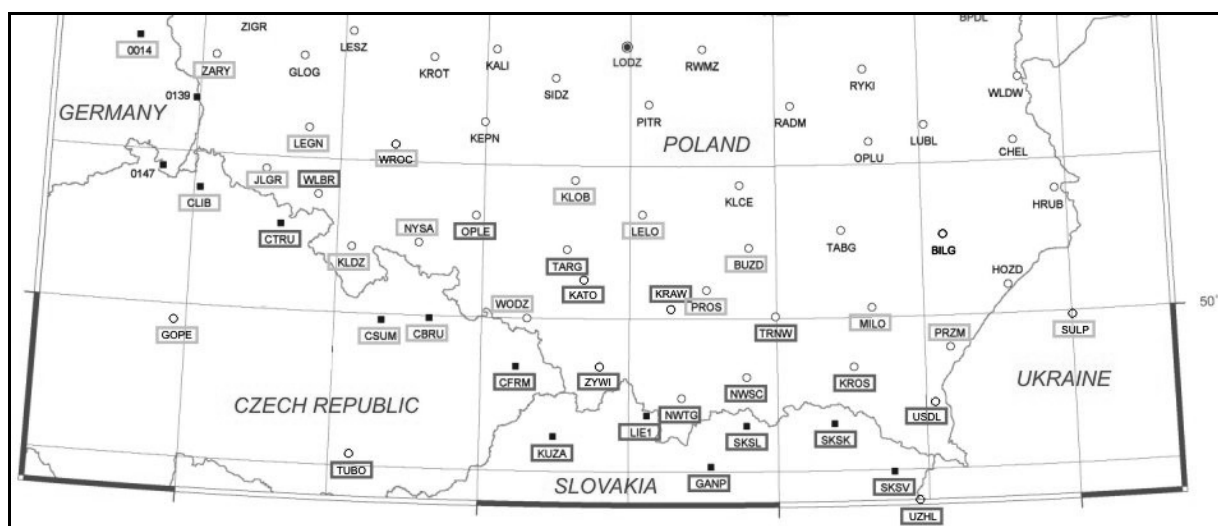 BPDL
ZIGR
LESZ
0014
ZARY
GLOG
KROT
KALI
LODZ
RWMZ
RYKI
WLDW
SIDZ
0139
GERMANY
PITR
RADM
KEPN
LEGN
WROC
POLAND
OPLU
LUBL
CHEL
0147
JLGR
WLBR
CLIB
KLOB
KLCE
HRUB
CTRU
NYSA
OPLE
LELO
TABG
BILG
KLDZ
TARG
BUZD
HOZD
KATO
KRAW
PROS
WODZ
50°
GOPE
CSUM
CBRU
TRNW
MILO
PRZM
SULP
CFRM
ZYWI
NWSC
KROS
UKRAINE
CZECH REPUBLIC
NWTG
USDL
LIE1
KUZA
SKSL
SKSK
TUBO
GANP
SLOVAKIA
SKSV
UZHL